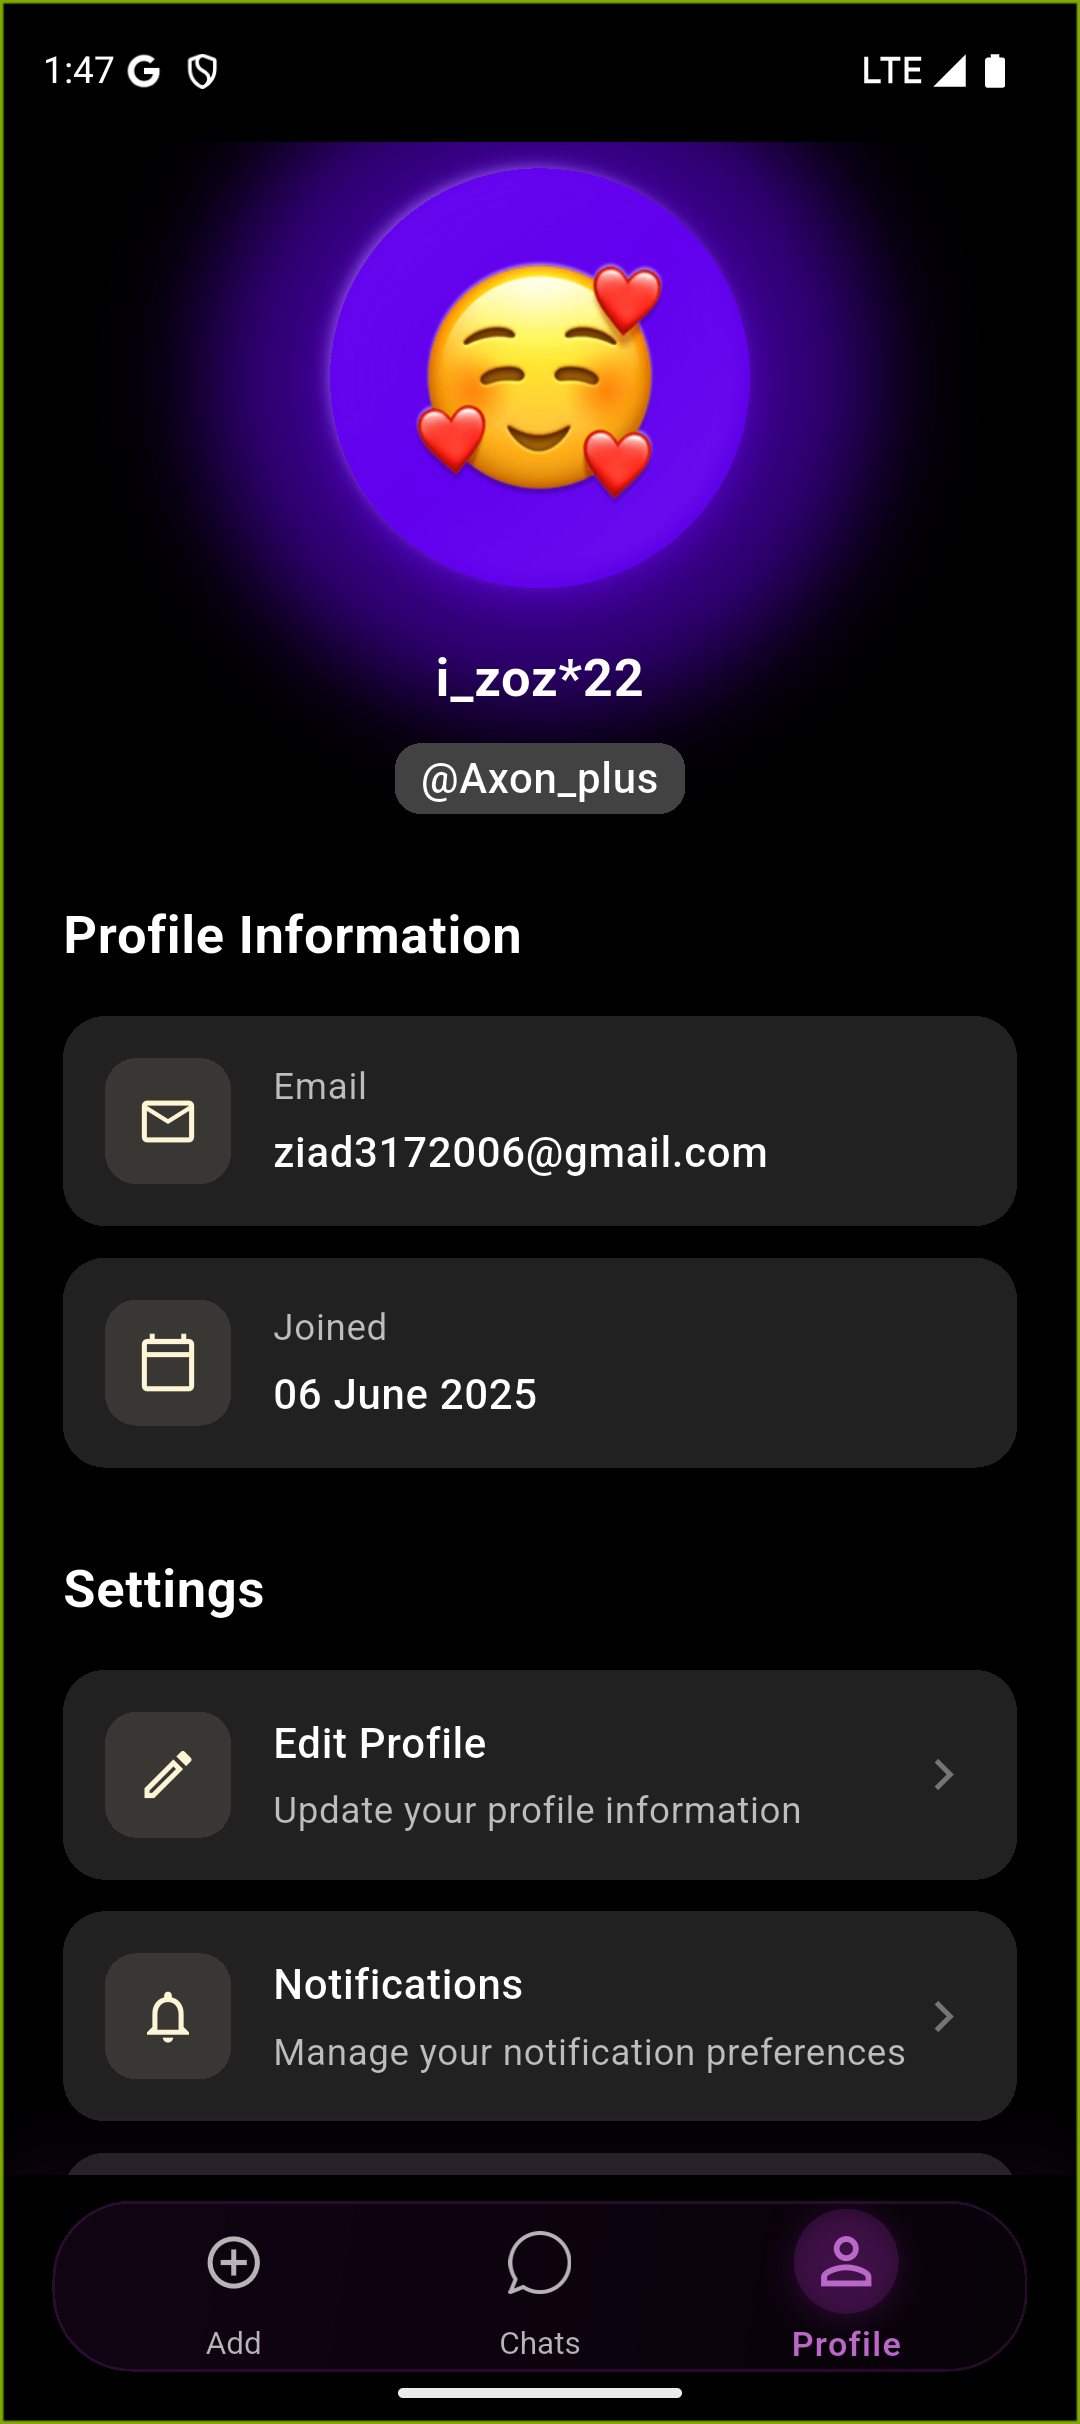 1:47
LTE
i_zoz*22
@Axon_plus
Profile Information
Email
ziad3172006@gmail.com
Joined
06 June 2025
Settings
Edit Profile
Update your profile information
Notifications
Manage your notification preferences
Add
Chats
Profile